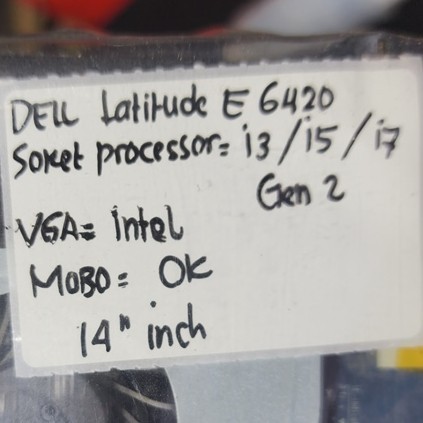 DELL Latitude E 6420
Soket processor= i3/i5/i7
Gen 2
VGA= intel
MOBO= OK
14" inch